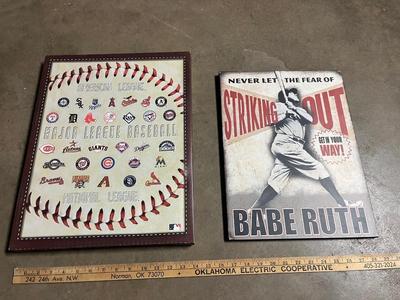 AMERICAN LEAGUE
MAJOR LEAGUE BASEBALL
NATIONAL LEAGUE
NEVER LET THE FEAR OF
STRIKING OUT
GET IN YOUR
WAY!
BABE RUTH
242 24th Ave. N.W. Norman, OK 73070 OKLAHOMA ELECTRIC COOPERATIVE 405-321-2024